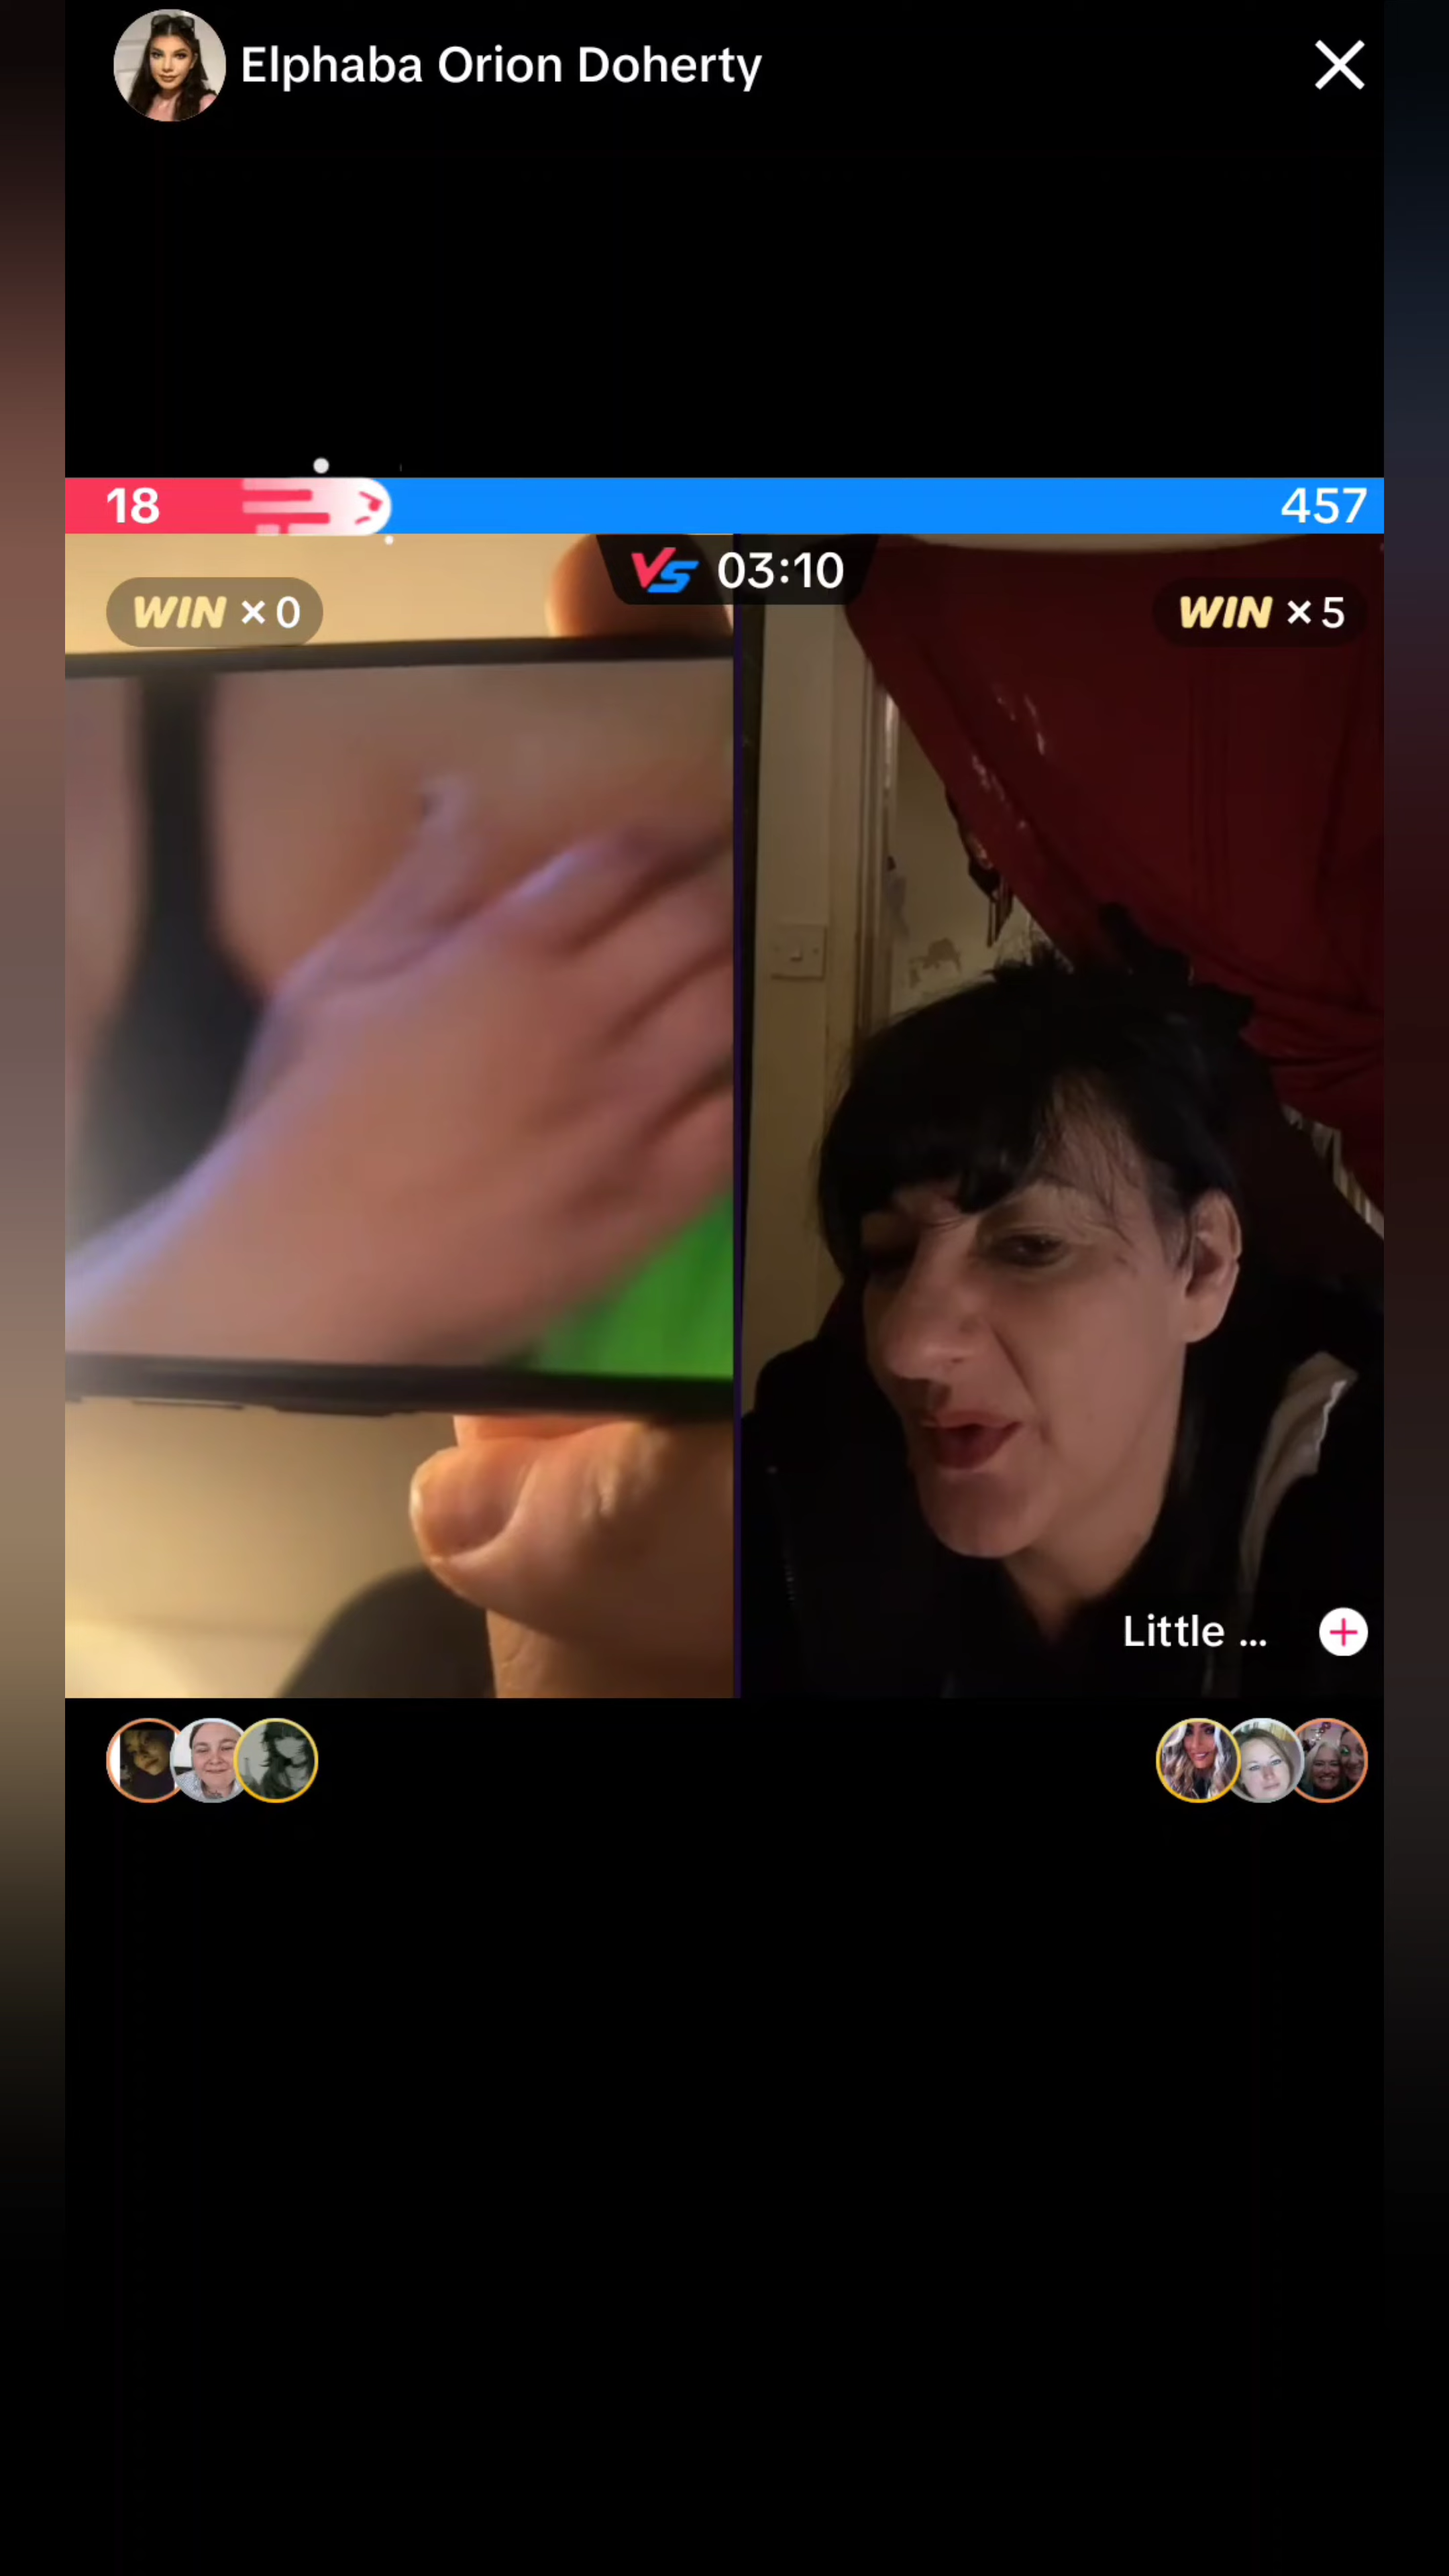 Elphaba Orion Doherty
18
457
VS 03:10
WIN × 0
WIN × 5
Little ...